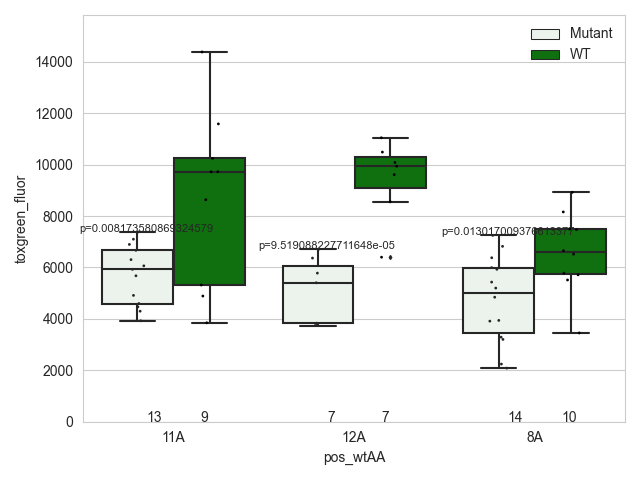 Mutant
WT
toxgreen_fluor
14000
12000
10000
8000
6000
4000
2000
0
p=0.008173580869324579
p=9.519088227711648e-05
13 9 7 7 14 10
11A 12A 8A
pos_wtAA